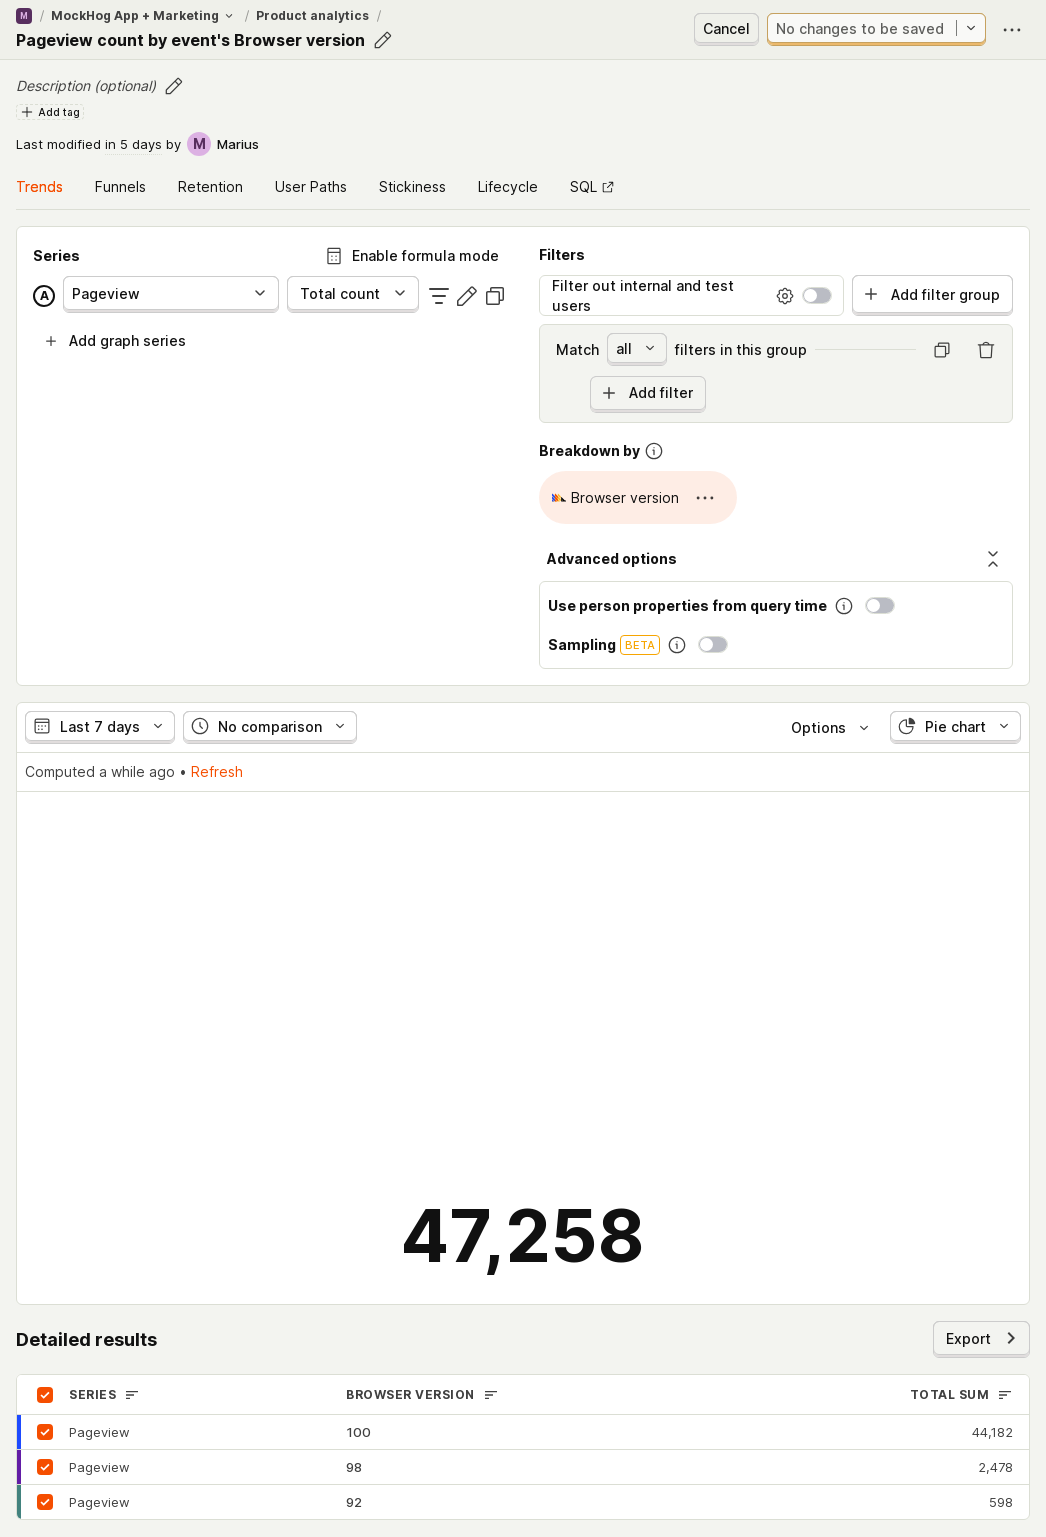 M / MockHog App + Marketing / Product analytics /
Pageview count by event's Browser version
Cancel
No changes to be saved
Description (optional)
Add tag
Last modified in 5 days by M Marius
Trends Funnels Retention User Paths Stickiness Lifecycle SQL
Series
Enable formula mode
A Pageview Total count
Add graph series
Filters
Filter out internal and test
users
Add filter group
Match all filters in this group
Add filter
Breakdown by
Browser version
Advanced options
Use person properties from query time
Sampling BETA
Last 7 days No comparison Options Pie chart
Computed a while ago • Refresh
47,258
Detailed results
Export
SERIES BROWSER VERSION TOTAL SUM
Pageview 100 44,182
Pageview 98 2,478
Pageview 92 598